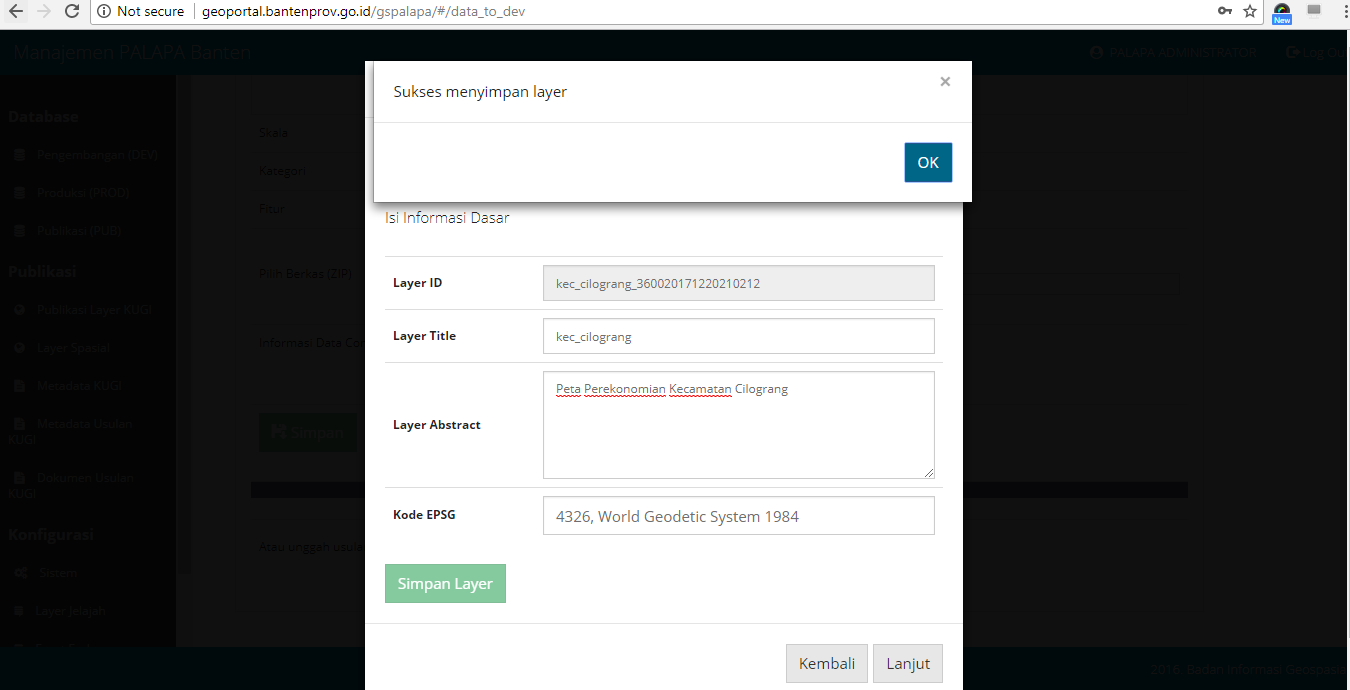 Not secure | geoportal.bantenprov.go.id/gspalapa/#/data_to_dev
New
Manajemen PALAPA Banten
PALAPA ADMINISTRATOR
Log Ou
Sukses menyimpan layer
×
OK
Database
Pengembangan (DEV)
Produksi (PROD)
Publikasi (PUB)
Publikasi
Publikasi Layer KUGI
Layer Spasial
Metadata KUGI
Metadata Usulan
KUGI
Dokumen Usulan
KUGI
Konfigurasi
Sistem
Layer Jelajah
Skala
Kategori
Fitur
Pilih Berkas (ZIP)
Informasi Data Con
Simpan
Atau unggah usula
Isi Informasi Dasar
Layer ID
kec_cilograng_360020171220210212
Layer Title
kec_cilograng
Layer Abstract
Peta Perekonomian Kecamatan Cilograng
Kode EPSG
4326, World Geodetic System 1984
Simpan Layer
Kembali
Lanjut
2016. Badan Informasi Geospasia